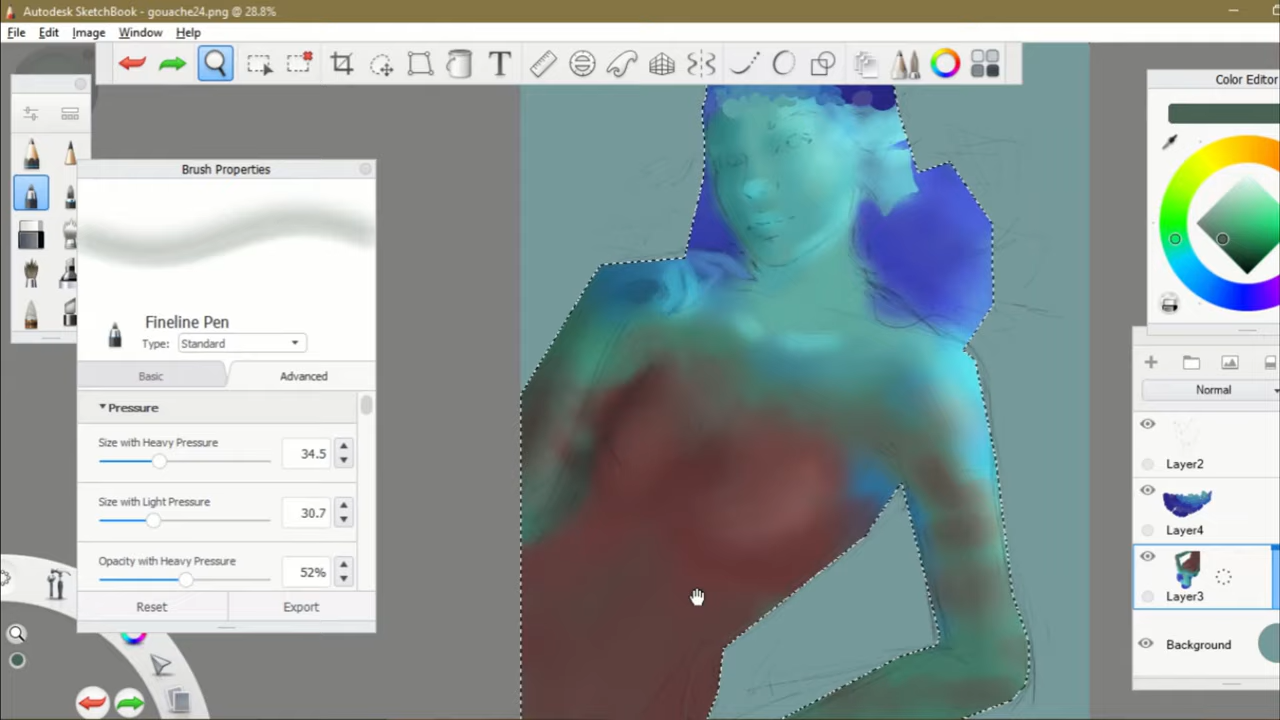 Autodesk SketchBook - gouache24.png @ 28.8%
File Edit Image Window Help
T
Color Editor
Brush Properties
Fineline Pen
Type: Standard
Basic Advanced
Pressure
Size with Heavy Pressure
34.5
Size with Light Pressure
30.7
Opacity with Heavy Pressure
52%
Reset Export
Normal
Layer2
Layer4
Layer3
Background